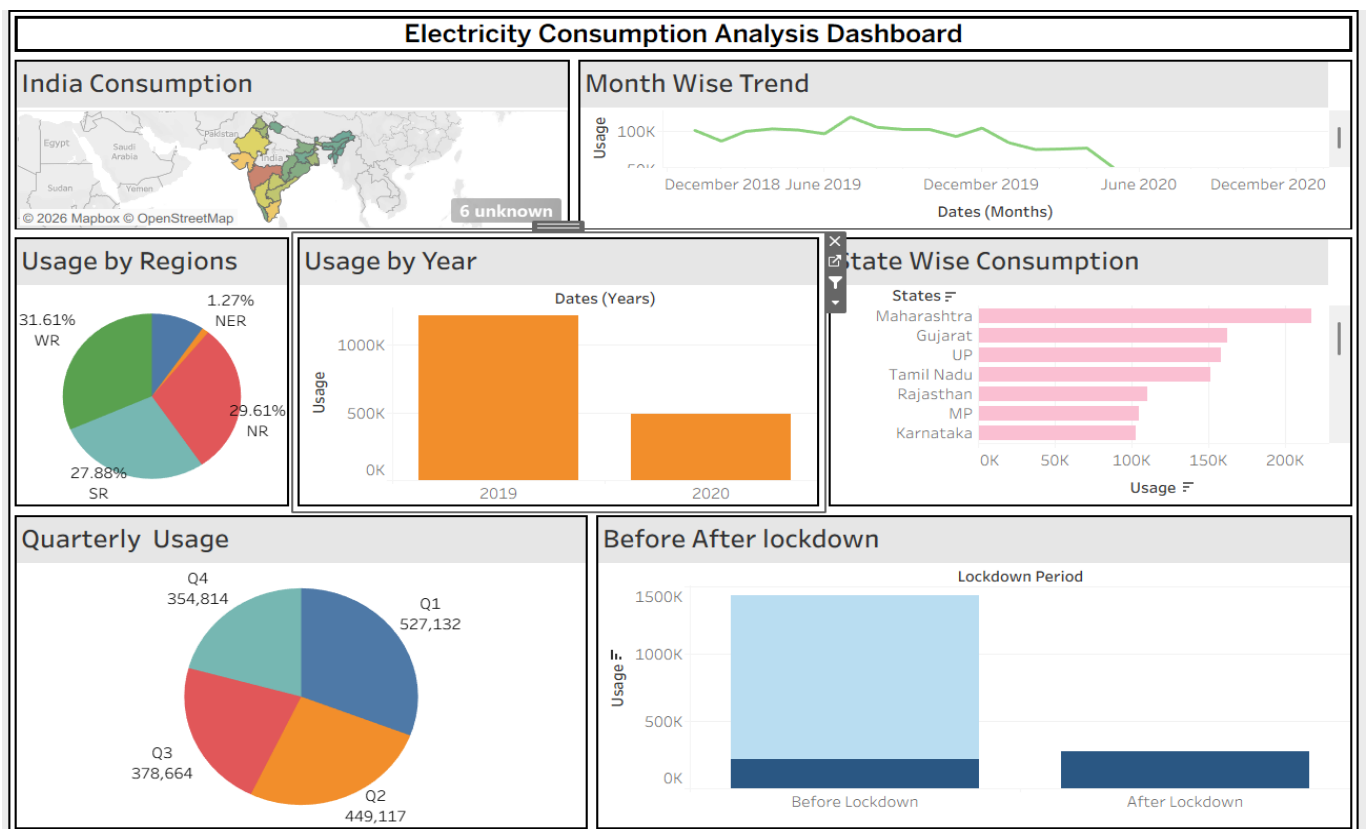 Electricity Consumption Analysis Dashboard
India Consumption
Egypt
Saudi
Arabia
Pakistan
India
Sudan
Yemen
© 2026 Mapbox © OpenStreetMap
6 unknown
Month Wise Trend
Usage
100K
50K
December 2018 June 2019 December 2019 June 2020 December 2020
Dates (Months)
Usage by Regions
1.27%
NER
31.61%
WR
29.61%
NR
27.88%
SR
Usage by Year
Dates (Years)
Usage
1000K
500K
0K
2019 2020
State Wise Consumption
States
Maharashtra
Gujarat
UP
Tamil Nadu
Rajasthan
MP
Karnataka
0K 50K 100K 150K 200K
Usage
Quarterly  Usage
Q4
354,814
Q1
527,132
Q3
378,664
Q2
449,117
Before After lockdown
Lockdown Period
Usage
1500K
1000K
500K
0K
Before Lockdown After Lockdown